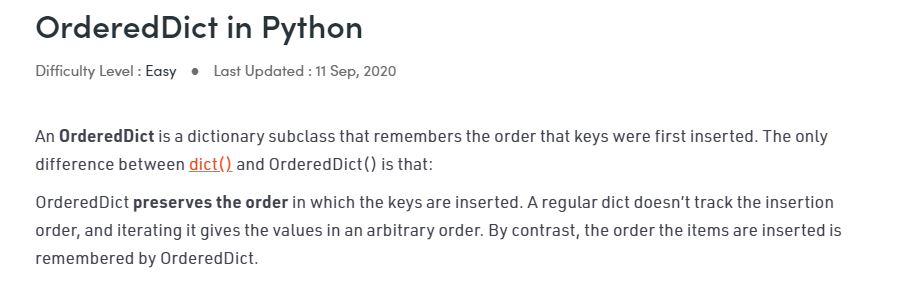 OrderedDict in Python
Difficulty Level : Easy ● Last Updated : 11 Sep, 2020
An OrderedDict is a dictionary subclass that remembers the order that keys were first inserted. The only
difference between dict() and OrderedDict() is that:
OrderedDict preserves the order in which the keys are inserted. A regular dict doesn’t track the insertion
order, and iterating it gives the values in an arbitrary order. By contrast, the order the items are inserted is
remembered by OrderedDict.